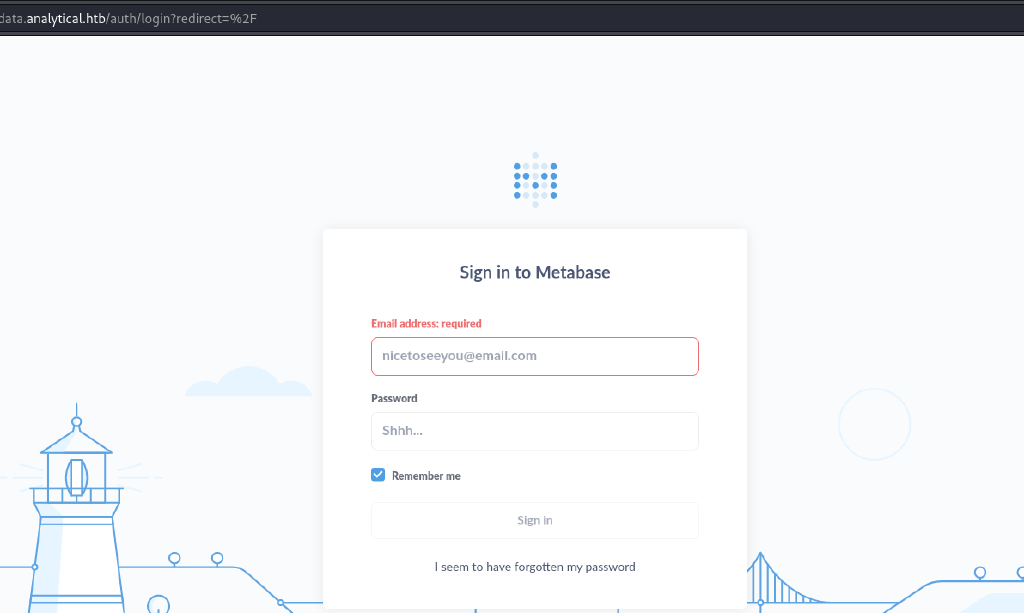 data.analytical.htb/auth/login?redirect=%2F
Sign in to Metabase
Email address: required
nicetoseeyou@email.com
Password
Shhh...
Remember me
Sign in
I seem to have forgotten my password